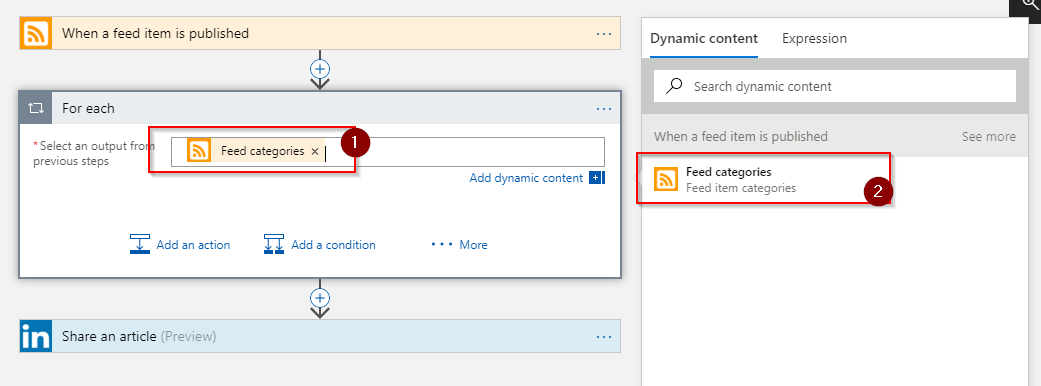 When a feed item is published
For each
*Select an output from
previous steps
Feed categories ×
1
Add dynamic content
Add an action
Add a condition
More
in
Share an article (Preview)
Dynamic content
Expression
Search dynamic content
When a feed item is published
See more
Feed categories
Feed item categories
2